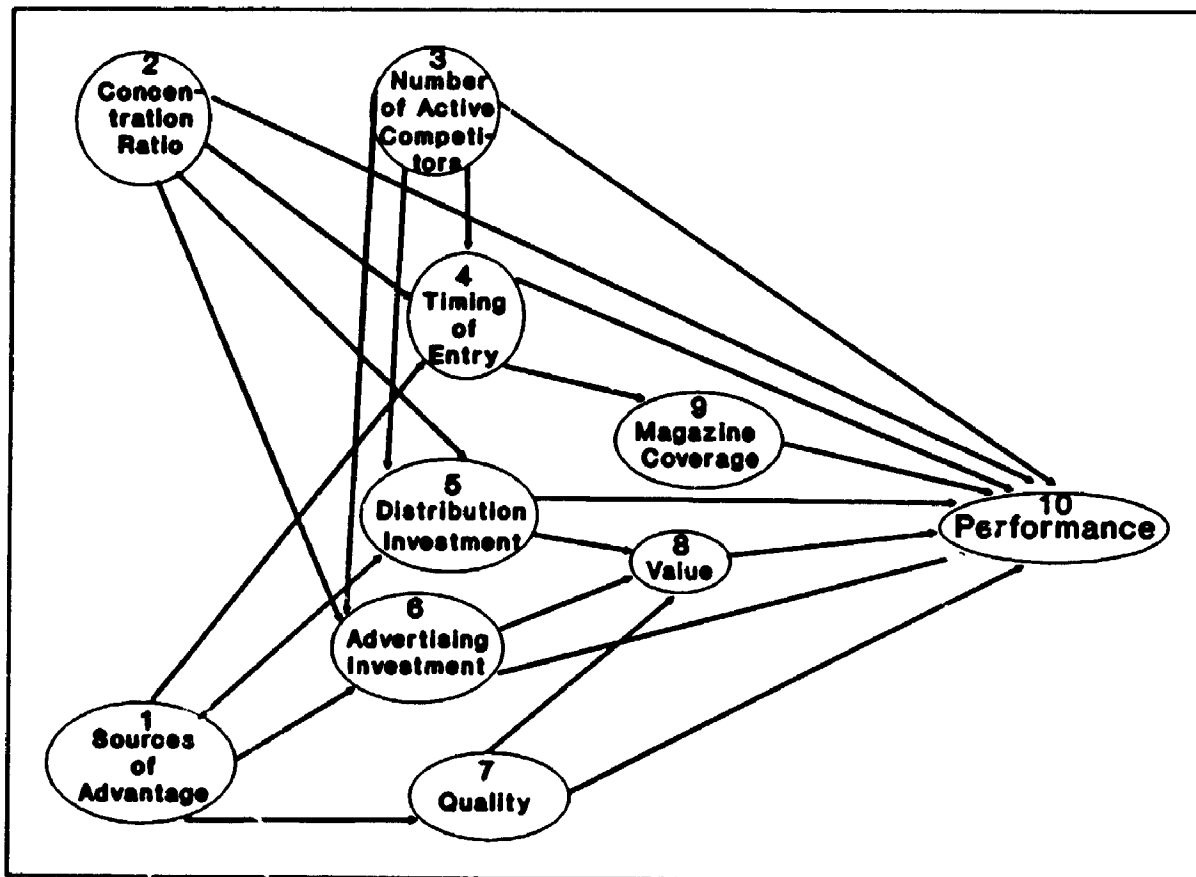 2
Concen-
tration
Ratio
3
Number
of Active
Competi-
tors
4
Timing
of
Entry
9
Magazine
Coverage
5
Distribution
Investment
10
Performance
8
Value
6
Advertising
Investment
1
Sources
of
Advantage
7
Quality